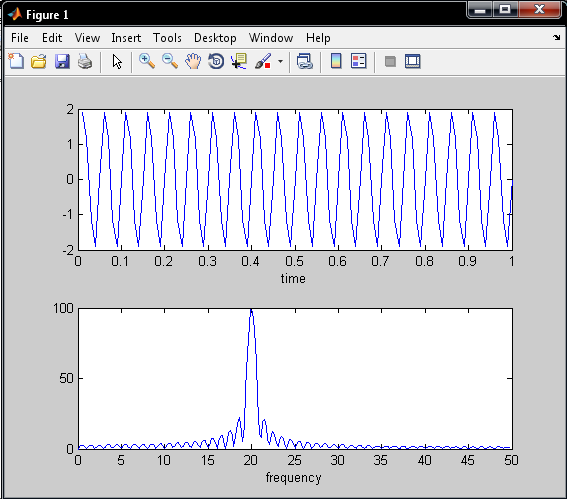 Figure 1
File Edit View Insert Tools Desktop Window Help
2
1
0
-1
-2
0 0.1 0.2 0.3 0.4 0.5 0.6 0.7 0.8 0.9 1
time
100
50
0
0 5 10 15 20 25 30 35 40 45 50
frequency